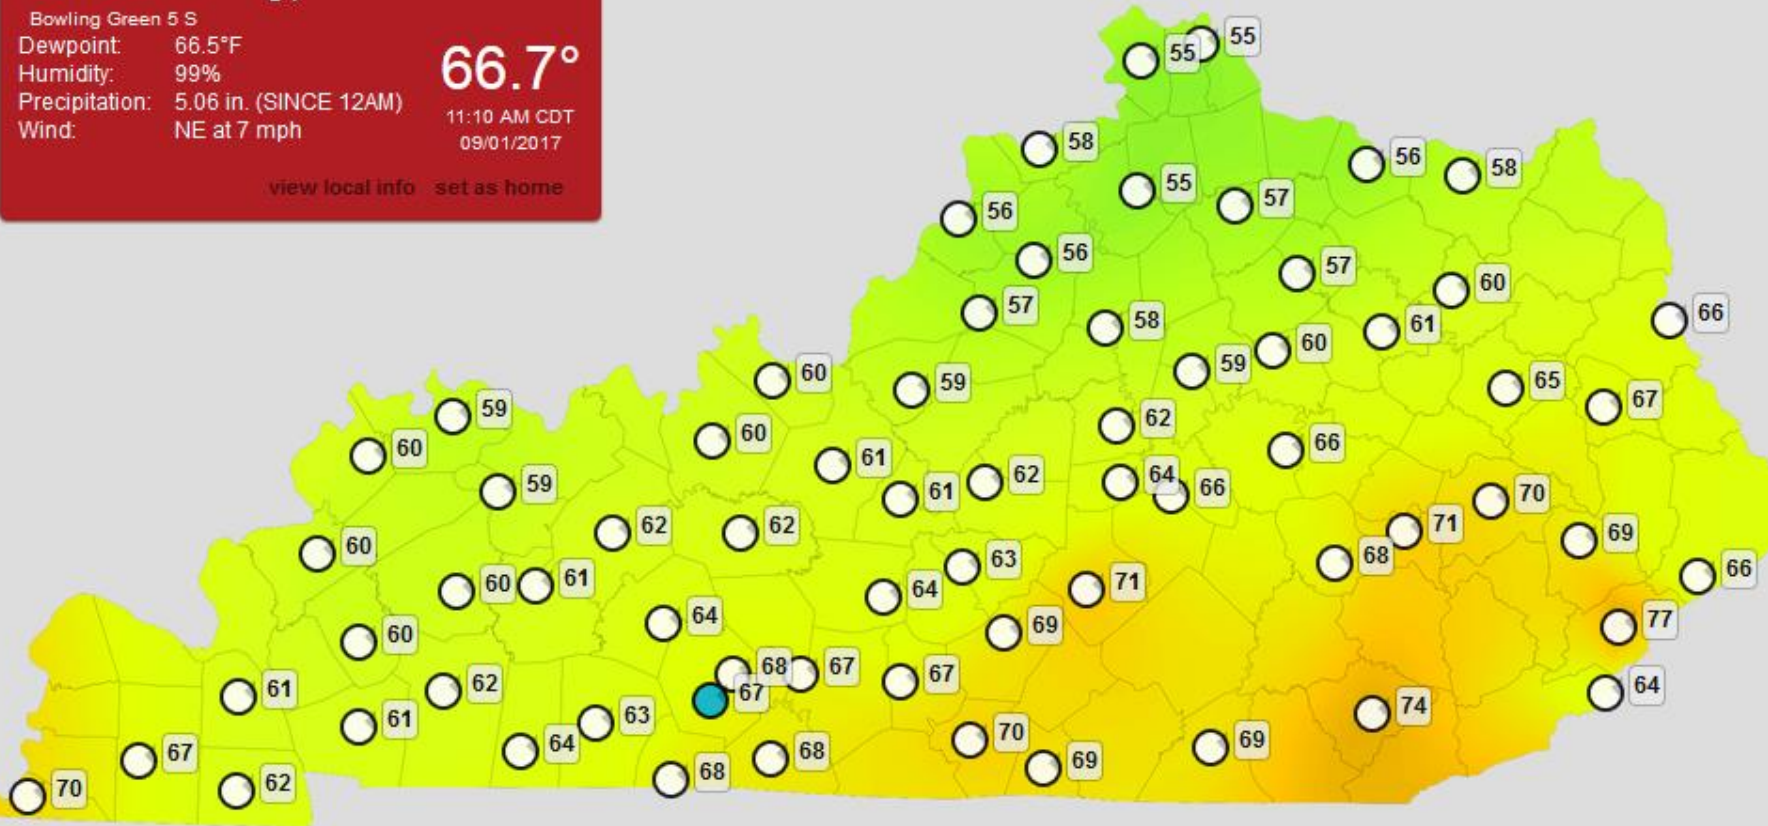 Bowling Green 5 S
Dewpoint: 66.5°F
Humidity: 99%
Precipitation: 5.06 in. (SINCE 12AM)
Wind: NE at 7 mph
66.7°
11:10 AM CDT
09/01/2017
view local info set as home
55 55
58 56 58
55 57
56
56 57 60
57 58 61 66
60 59 60
59 59 65 67
60 60 62 66
61 62 64 66
59 61 70
62 62 71 69
60 63 68 66
60 61 64 71
64 69 77
60 68 67 67
61 62 67 64
61 63 74
64 70 69
67 68 69
70 62 68